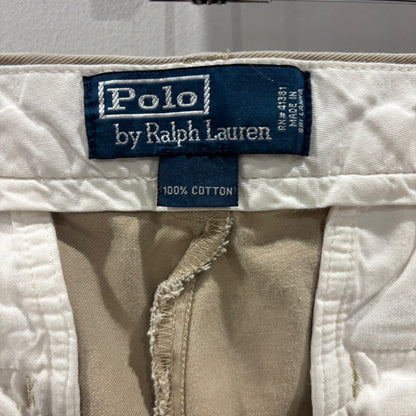 Polo
by Ralph Lauren
RN#41381
MADE IN
SRI LANKA
100% COTTON